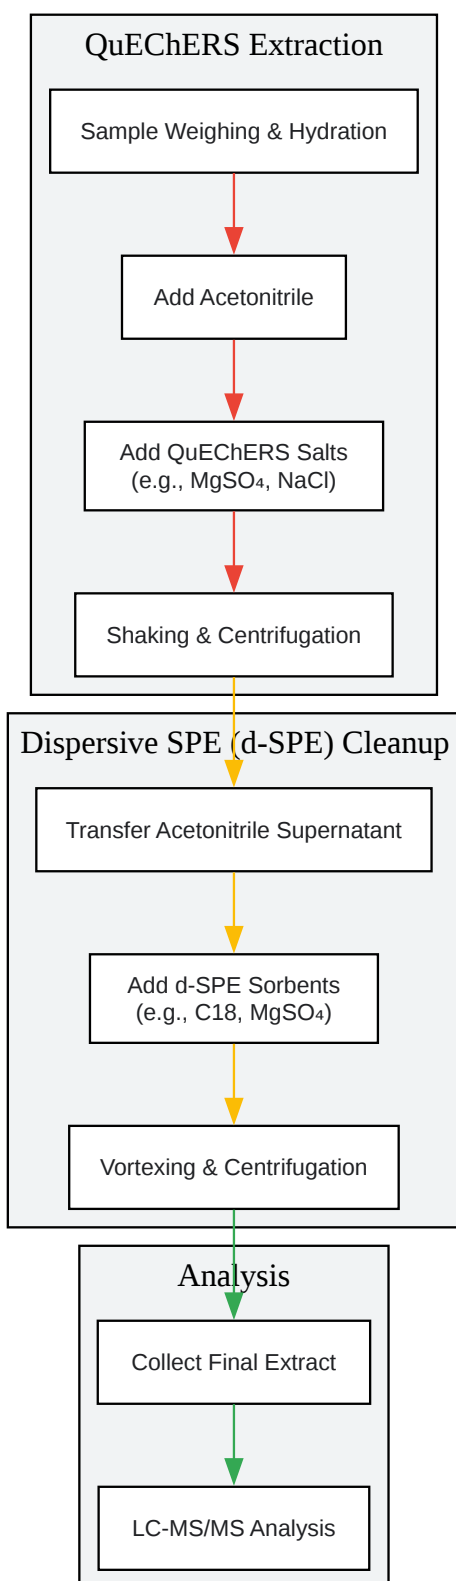 QuEChERS Extraction
Sample Weighing & Hydration
Add Acetonitrile
Add QuEChERS Salts
(e.g., MgSO₄, NaCl)
Shaking & Centrifugation
Dispersive SPE (d-SPE) Cleanup
Transfer Acetonitrile Supernatant
Add d-SPE Sorbents
(e.g., C18, MgSO₄)
Vortexing & Centrifugation
Analysis
Collect Final Extract
LC-MS/MS Analysis